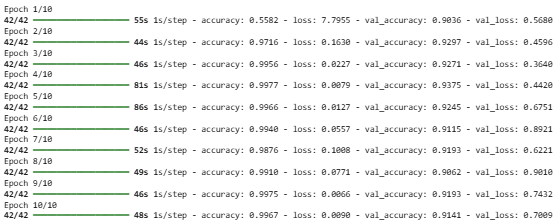 Epoch 1/10
42/42 55s 1s/step - accuracy: 0.5582 - loss: 7.7955 - val_accuracy: 0.9036 - val_loss: 0.5680
Epoch 2/10
42/42 44s 1s/step - accuracy: 0.9716 - loss: 0.1630 - val_accuracy: 0.9297 - val_loss: 0.4596
Epoch 3/10
42/42 46s 1s/step - accuracy: 0.9956 - loss: 0.0227 - val_accuracy: 0.9271 - val_loss: 0.3640
Epoch 4/10
42/42 81s 1s/step - accuracy: 0.9977 - loss: 0.0079 - val_accuracy: 0.9375 - val_loss: 0.4420
Epoch 5/10
42/42 86s 1s/step - accuracy: 0.9966 - loss: 0.0127 - val_accuracy: 0.9245 - val_loss: 0.6751
Epoch 6/10
42/42 46s 1s/step - accuracy: 0.9940 - loss: 0.0557 - val_accuracy: 0.9115 - val_loss: 0.8921
Epoch 7/10
42/42 52s 1s/step - accuracy: 0.9876 - loss: 0.1008 - val_accuracy: 0.9193 - val_loss: 0.6221
Epoch 8/10
42/42 49s 1s/step - accuracy: 0.9910 - loss: 0.0771 - val_accuracy: 0.9062 - val_loss: 0.9010
Epoch 9/10
42/42 46s 1s/step - accuracy: 0.9975 - loss: 0.0066 - val_accuracy: 0.9193 - val_loss: 0.7432
Epoch 10/10
42/42 48s 1s/step - accuracy: 0.9967 - loss: 0.0090 - val_accuracy: 0.9141 - val_loss: 0.7009